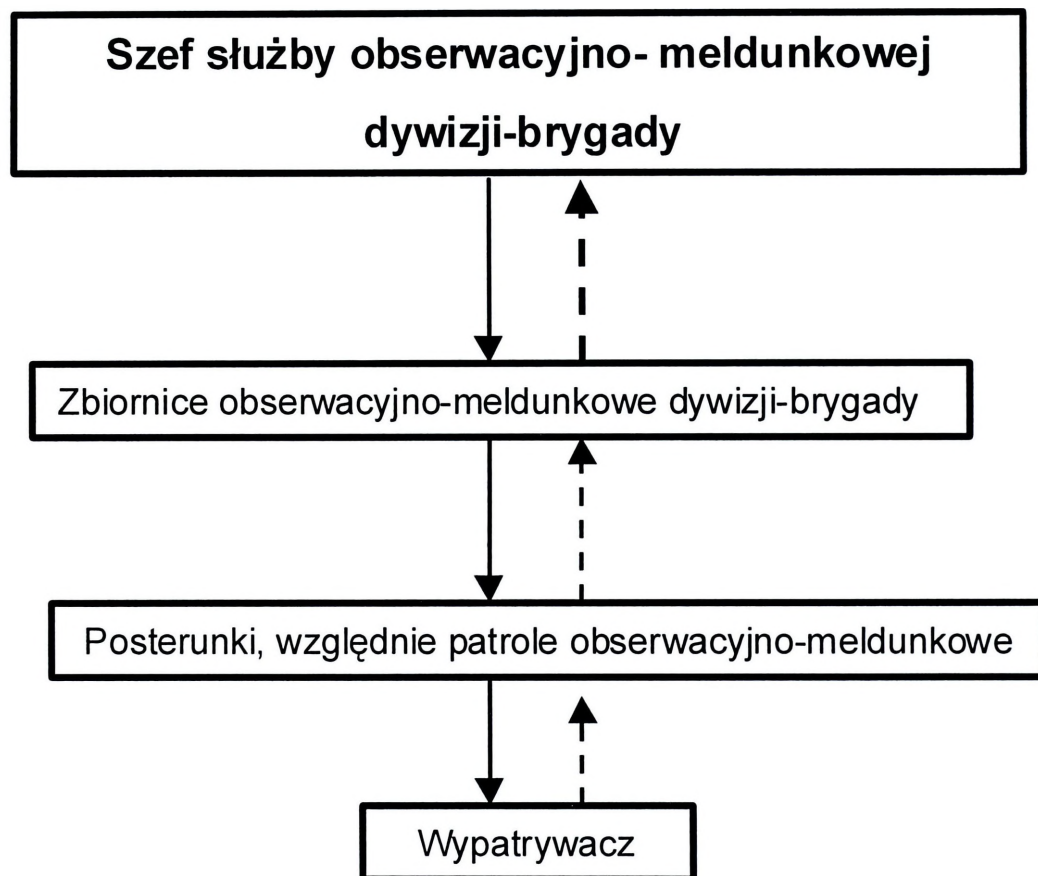 Szef służby obserwacyjno- meldunkowej
dywizji-brygady
Zbiornice obserwacyjno-meldunkowe dywizji-brygady
Posterunki, względnie patrole obserwacyjno-meldunkowe
Wypatrywacz